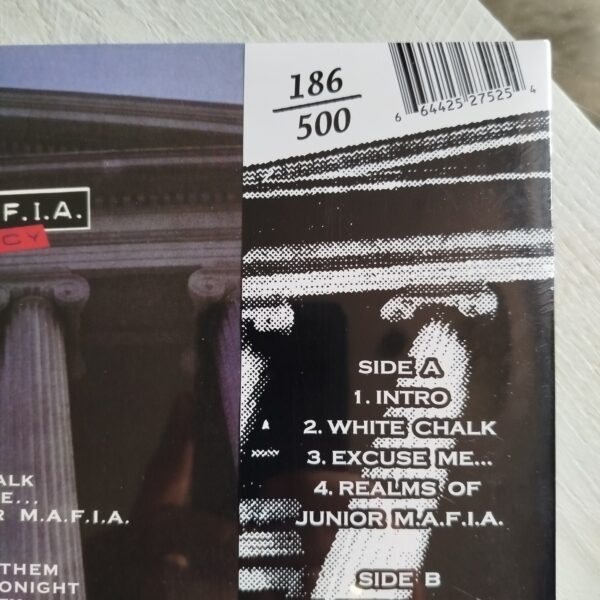 186
500
6 64425 27525 4
F.I.A.
CY
SIDE A
1. INTRO
2. WHITE CHALK
3. EXCUSE ME...
4. REALMS OF
JUNIOR M.A.F.I.A.
SIDE B
ALK
E...
R M.A.F.I.A.
THEM
ONIGHT